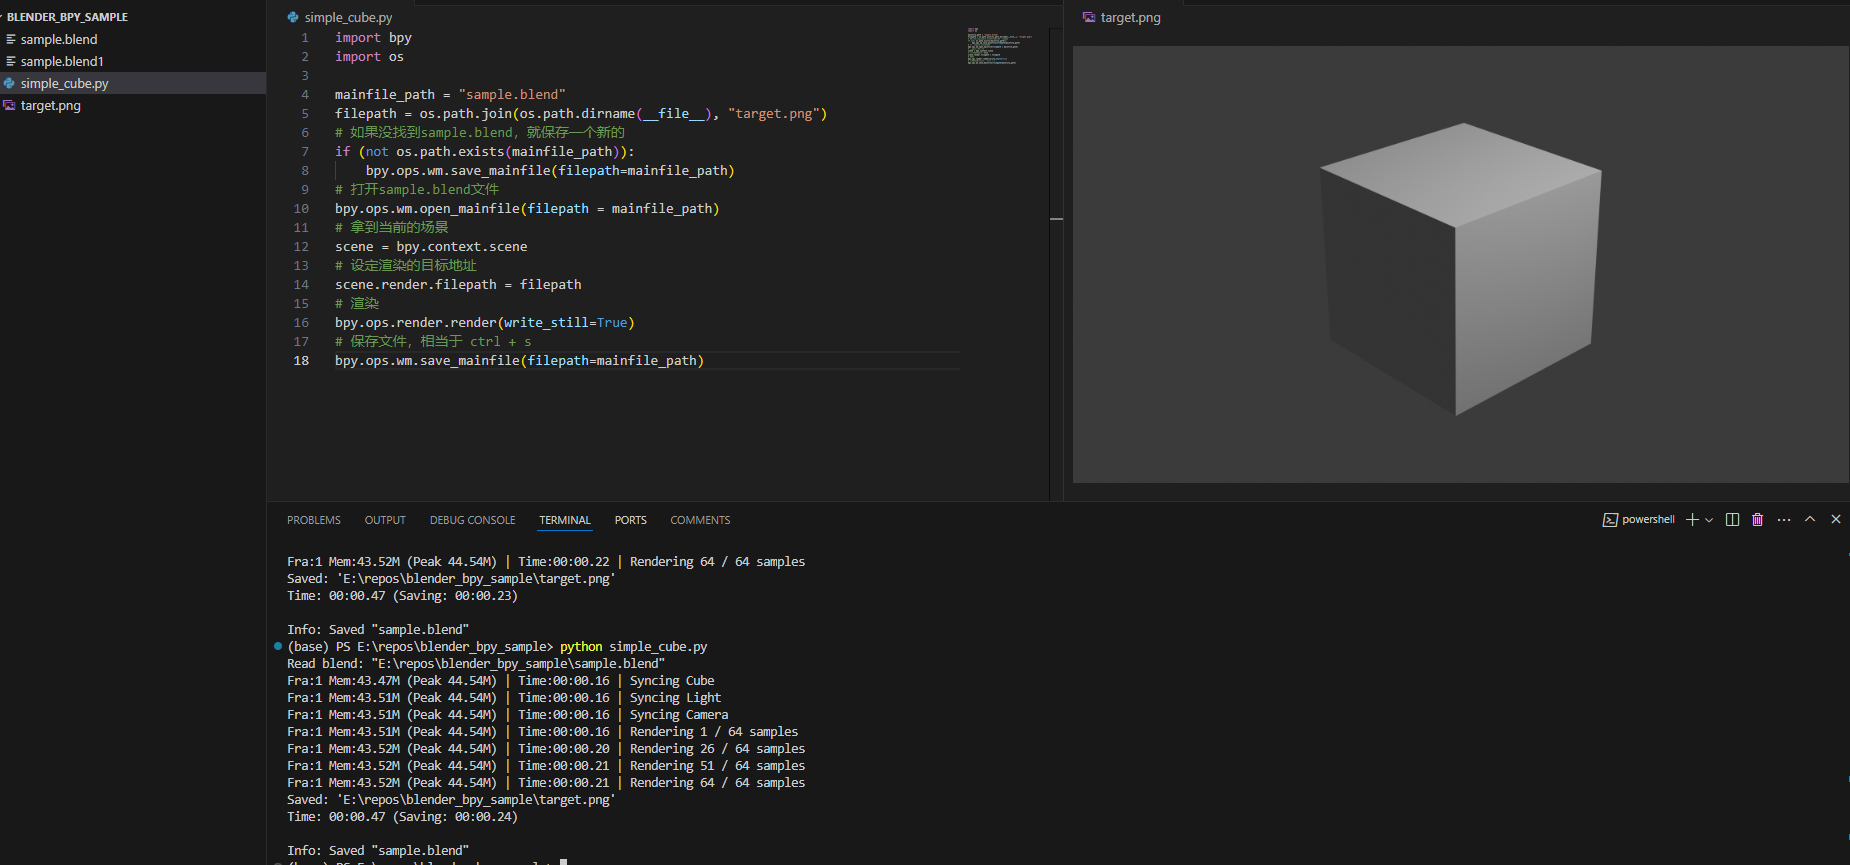 BLENDER_BPY_SAMPLE
sample.blend
sample.blend1
simple_cube.py
target.png
simple_cube.py
1 import bpy
2 import os
3
4 mainfile_path = "sample.blend"
5 filepath = os.path.join(os.path.dirname(__file__), "target.png")
6 # 如果没找到sample.blend，就保存一个新的
7 if (not os.path.exists(mainfile_path)):
8 bpy.ops.wm.save_mainfile(filepath=mainfile_path)
9 # 打开sample.blend文件
10 bpy.ops.wm.open_mainfile(filepath = mainfile_path)
11 # 拿到当前的场景
12 scene = bpy.context.scene
13 # 设定渲染的目标地址
14 scene.render.filepath = filepath
15 # 渲染
16 bpy.ops.render.render(write_still=True)
17 # 保存文件，相当于 ctrl + s
18 bpy.ops.wm.save_mainfile(filepath=mainfile_path)
target.png
PROBLEMS OUTPUT DEBUG CONSOLE TERMINAL PORTS COMMENTS
powershell
Fra:1 Mem:43.52M (Peak 44.54M) | Time:00:00.22 | Rendering 64 / 64 samples
Saved: 'E:\repos\blender_bpy_sample\target.png'
Time: 00:00.47 (Saving: 00:00.23)
Info: Saved "sample.blend"
(base) PS E:\repos\blender_bpy_sample> python simple_cube.py
Read blend: "E:\repos\blender_bpy_sample\sample.blend"
Fra:1 Mem:43.47M (Peak 44.54M) | Time:00:00.16 | Syncing Cube
Fra:1 Mem:43.51M (Peak 44.54M) | Time:00:00.16 | Syncing Light
Fra:1 Mem:43.51M (Peak 44.54M) | Time:00:00.16 | Syncing Camera
Fra:1 Mem:43.51M (Peak 44.54M) | Time:00:00.16 | Rendering 1 / 64 samples
Fra:1 Mem:43.52M (Peak 44.54M) | Time:00:00.20 | Rendering 26 / 64 samples
Fra:1 Mem:43.52M (Peak 44.54M) | Time:00:00.21 | Rendering 51 / 64 samples
Fra:1 Mem:43.52M (Peak 44.54M) | Time:00:00.21 | Rendering 64 / 64 samples
Saved: 'E:\repos\blender_bpy_sample\target.png'
Time: 00:00.47 (Saving: 00:00.24)
Info: Saved "sample.blend"